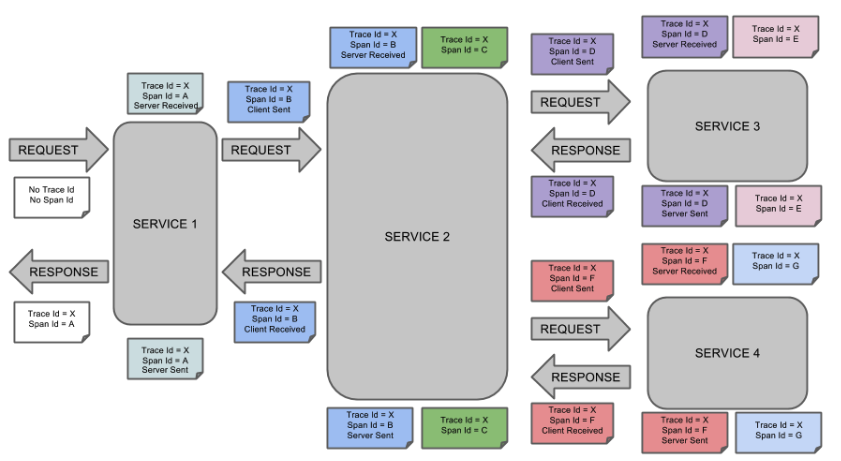 Trace Id = X
Span Id = A
Server Received
Trace Id = X
Span Id = B
Client Sent
REQUEST
No Trace Id
No Span Id
SERVICE 1
REQUEST
RESPONSE
Trace Id = X
Span Id = A
RESPONSE
Trace Id = X
Span Id = B
Client Received
Trace Id = X
Span Id = A
Server Sent
Trace Id = X
Span Id = B
Server Received
Trace Id = X
Span Id = C
SERVICE 2
Trace Id = X
Span Id = B
Server Sent
Trace Id = X
Span Id = C
Trace Id = X
Span Id = D
Client Sent
REQUEST
RESPONSE
Trace Id = X
Span Id = D
Client Received
Trace Id = X
Span Id = D
Server Received
Trace Id = X
Span Id = E
SERVICE 3
Trace Id = X
Span Id = D
Server Sent
Trace Id = X
Span Id = E
Trace Id = X
Span Id = F
Client Sent
REQUEST
RESPONSE
Trace Id = X
Span Id = F
Client Received
Trace Id = X
Span Id = F
Server Received
Trace Id = X
Span Id = G
SERVICE 4
Trace Id = X
Span Id = F
Server Sent
Trace Id = X
Span Id = G